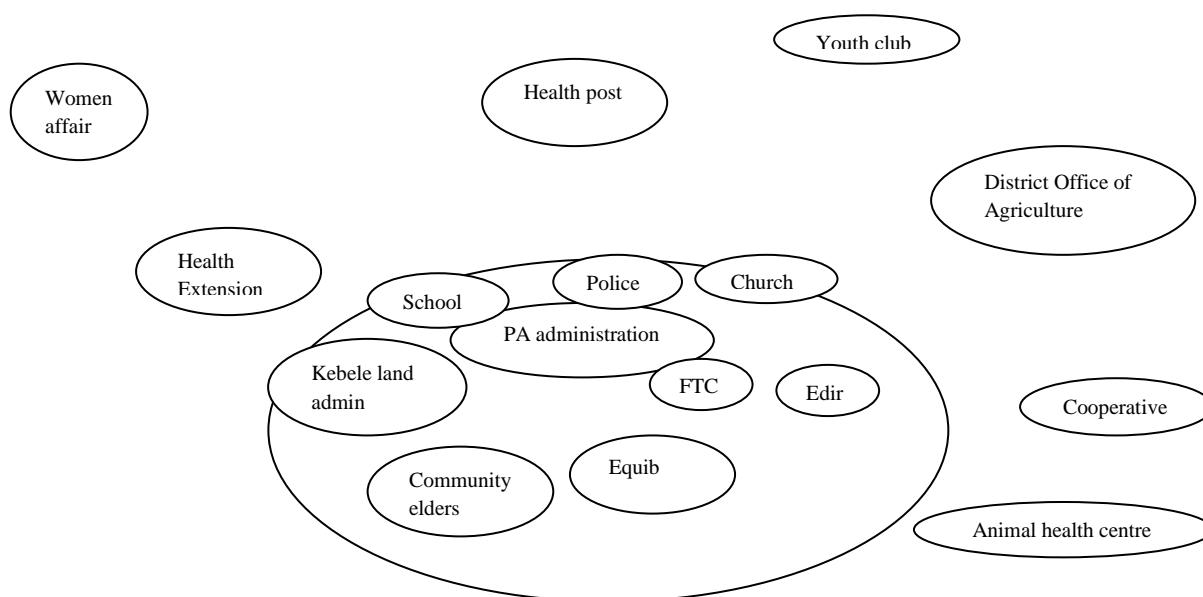 Youth club
Women
affair
Health post
District Office of
Agriculture
Health
Extension
School
Police
Church
PA administration
Kebele land
admin
FTC
Edir
Cooperative
Community
elders
Equib
Animal health centre